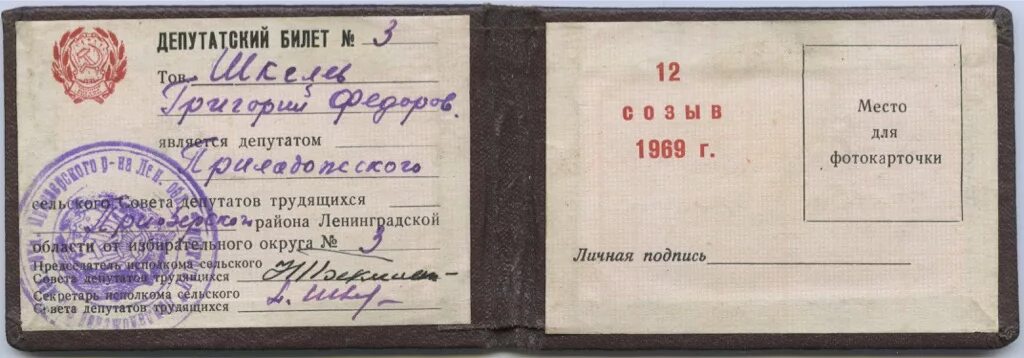 ДЕПУТАТСКИЙ БИЛЕТ № 3
Тов. Шкелев
Григорий Федоров.
является депутатом
Приладожского
сельского Совета депутатов трудящихся
Приозерского района Ленинградской
области от избирательного округа № 3
Председатель исполкома сельского
Совета депутатов трудящихся
Секретарь исполкома сельского
Совета депутатов трудящихся
12
СОЗЫВ
1969 г.
Место
для
фотокарточки
Личная подпись